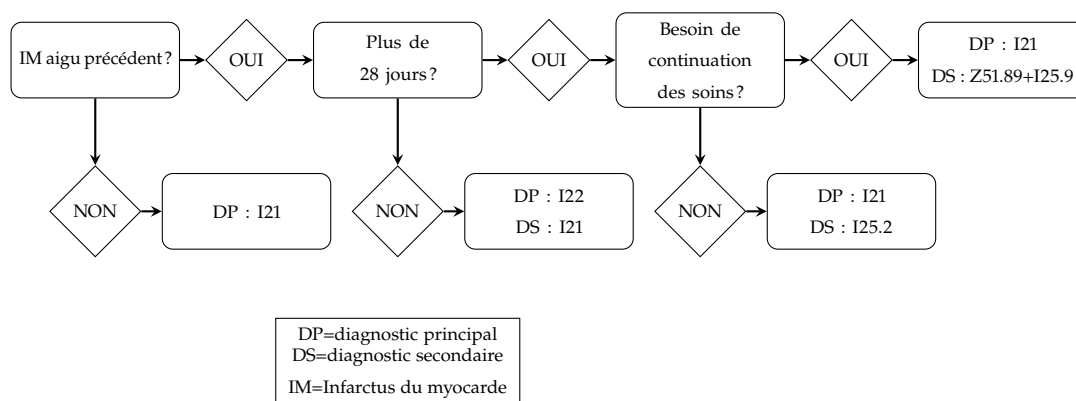 IM aigu précédent ?
OUI
Plus de
28 jours ?
OUI
Besoin de
continuation
des soins ?
OUI
DP : I21
DS : Z51.89+I25.9
NON
DP : I21
NON
DP : I22
DS : I21
NON
DP : I21
DS : I25.2
DP=diagnostic principal
DS=diagnostic secondaire
IM=Infarctus du myocarde